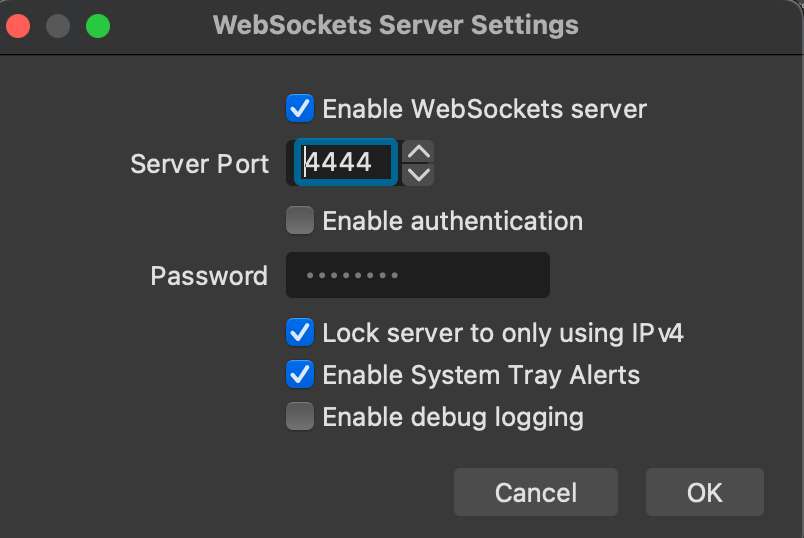 WebSockets Server Settings
Enable WebSockets server
Server Port 4444
Enable authentication
Password ••••••••
Lock server to only using IPv4
Enable System Tray Alerts
Enable debug logging
Cancel OK